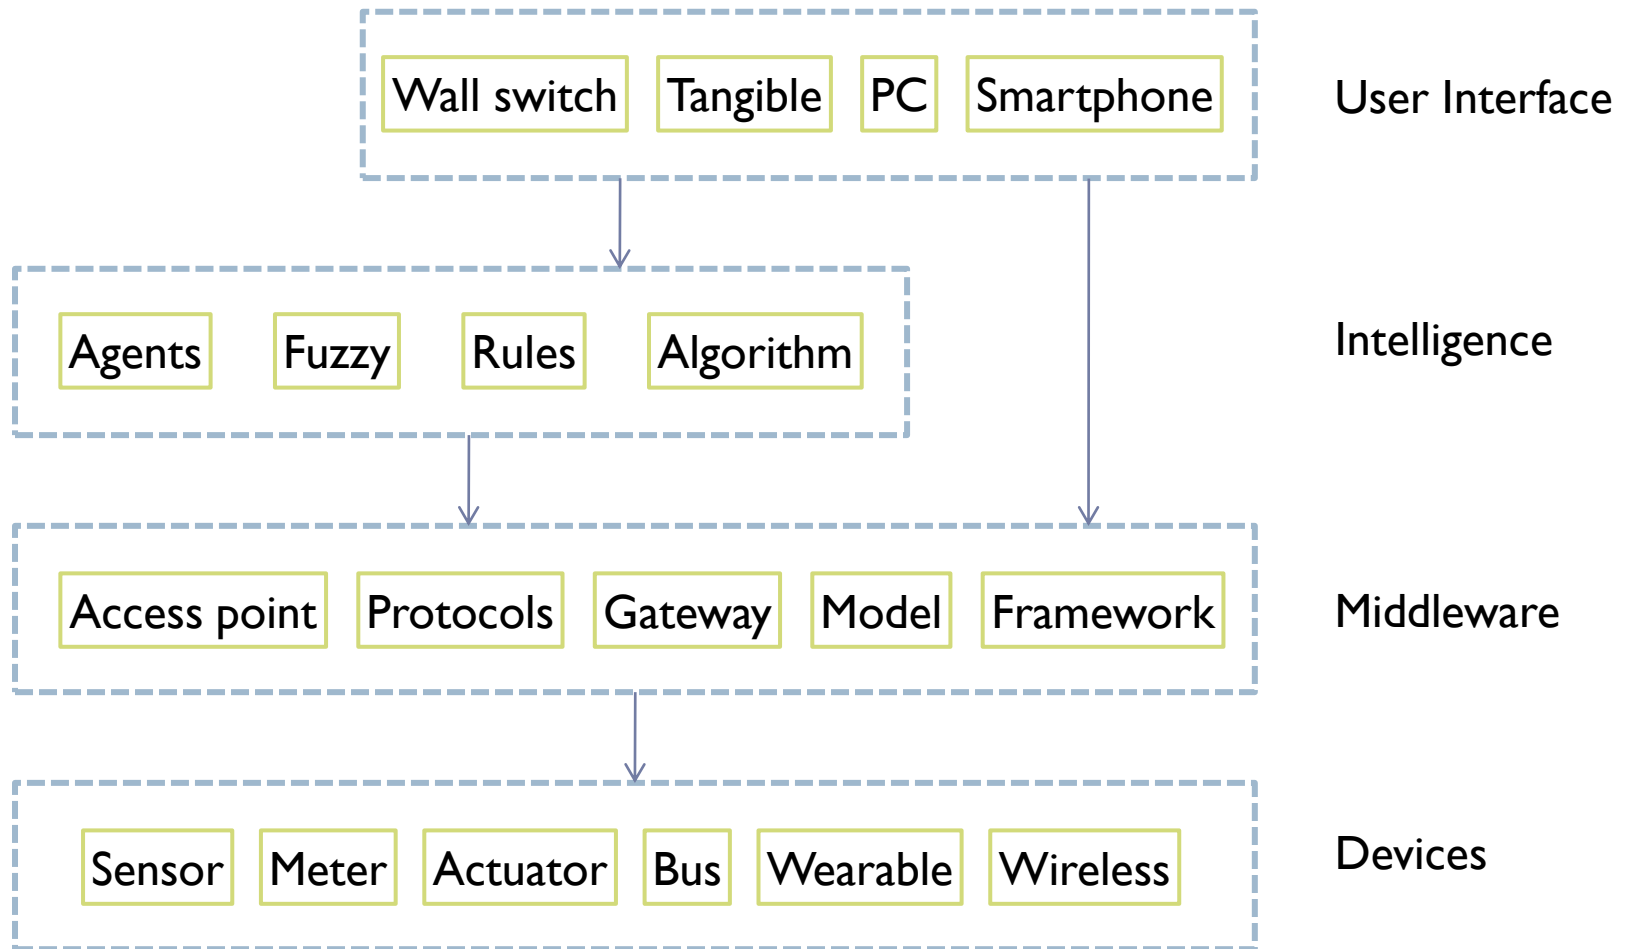 Wall switch Tangible PC Smartphone User Interface
Agents Fuzzy Rules Algorithm Intelligence
Access point Protocols Gateway Model Framework Middleware
Sensor Meter Actuator Bus Wearable Wireless Devices